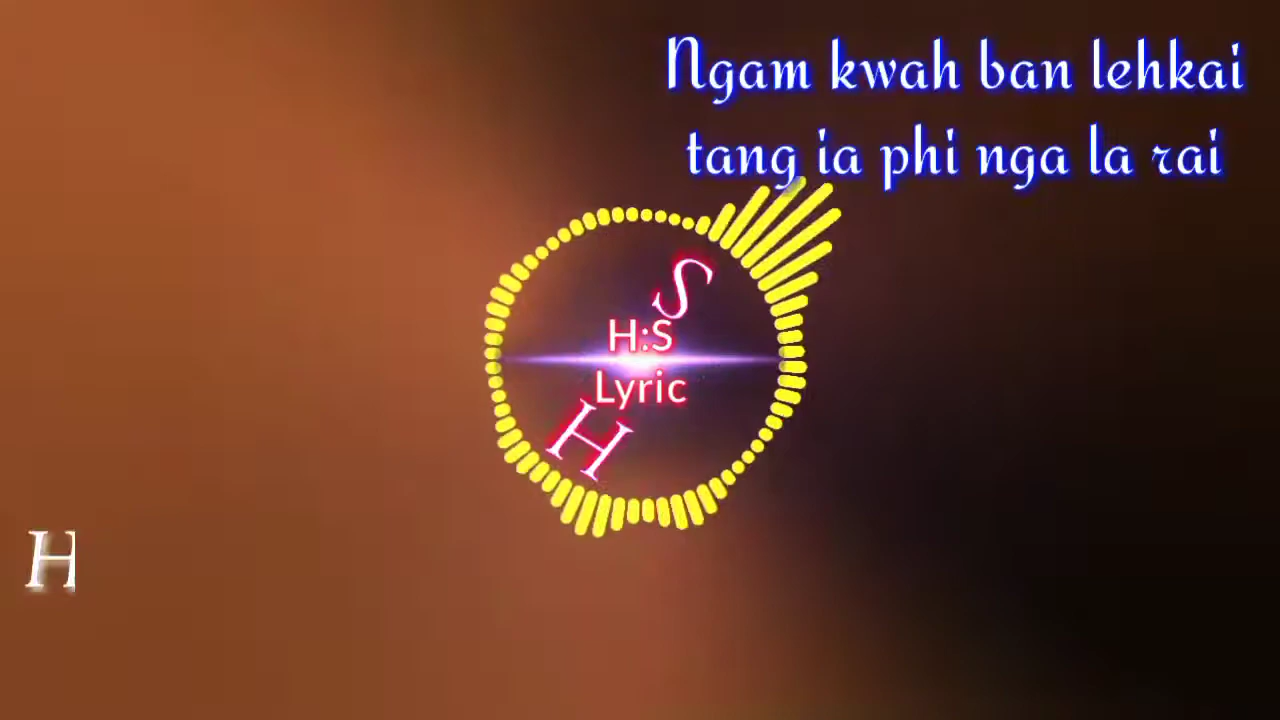 Ngam kwah ban lehkai
tang ia phi nga la rai
S
H:S
Lyric
H
H